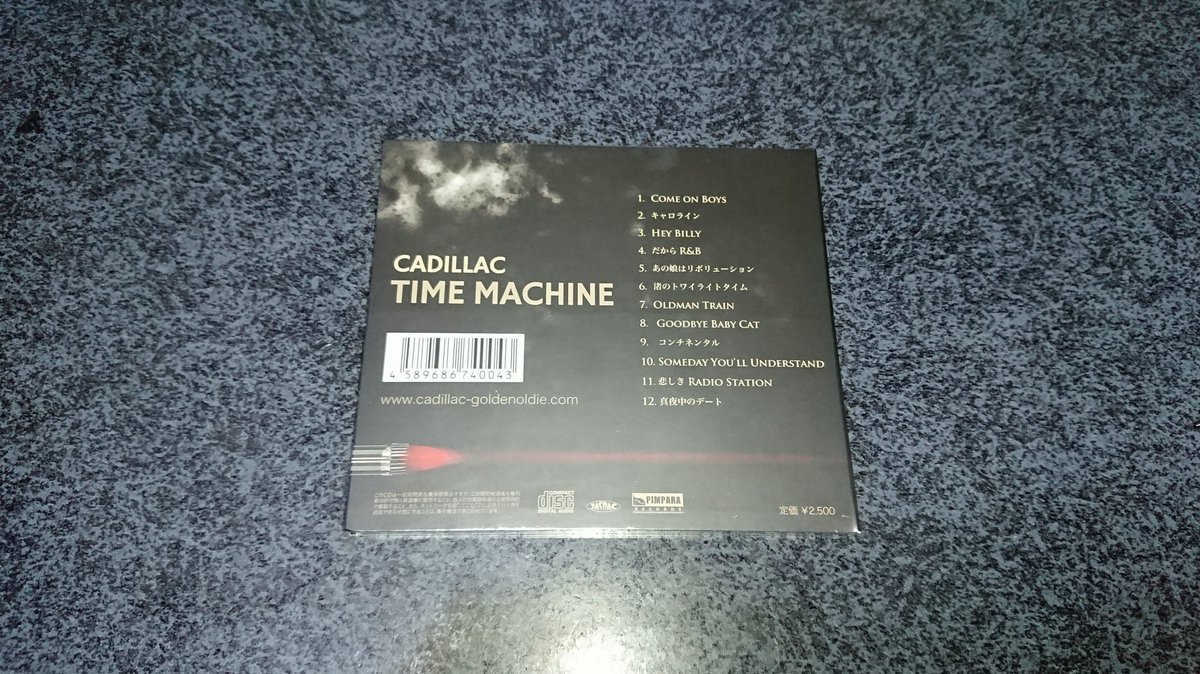 CADILLAC
TIME MACHINE
4 589686 740043
www.cadillac-goldenoldie.com
1. COME ON BOYS
2. キャロライン
3. HEY BILLY
4. だから R&B
5. あの娘はリボリューション
6. 渚のトワイライトタイム
7. OLDMAN TRAIN
8. GOODBYE BABY CAT
9. コンチネンタル
10. SOMEDAY YOU'LL UNDERSTAND
11. 悲しき RADIO STATION
12. 真夜中のデート
COMPACT
disc
DIGITAL AUDIO
PIMPARA
RECORDS
定価 ¥2,500